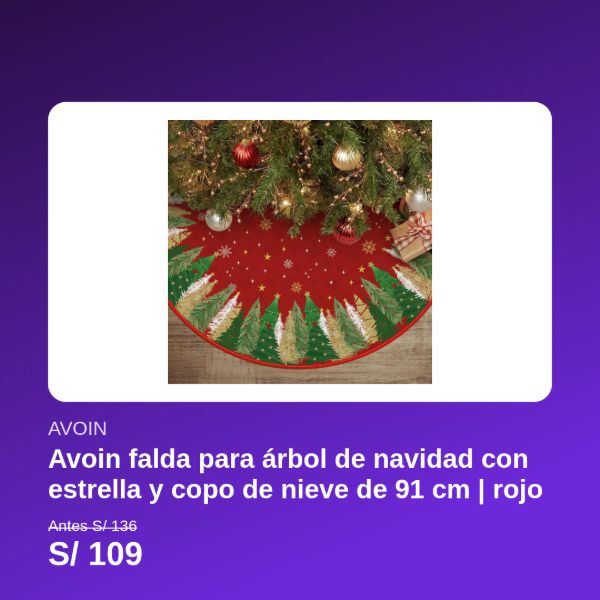 AVOIN
Avoin falda para árbol de navidad con
estrella y copo de nieve de 91 cm | rojo
Antes S/ 136
S/ 109